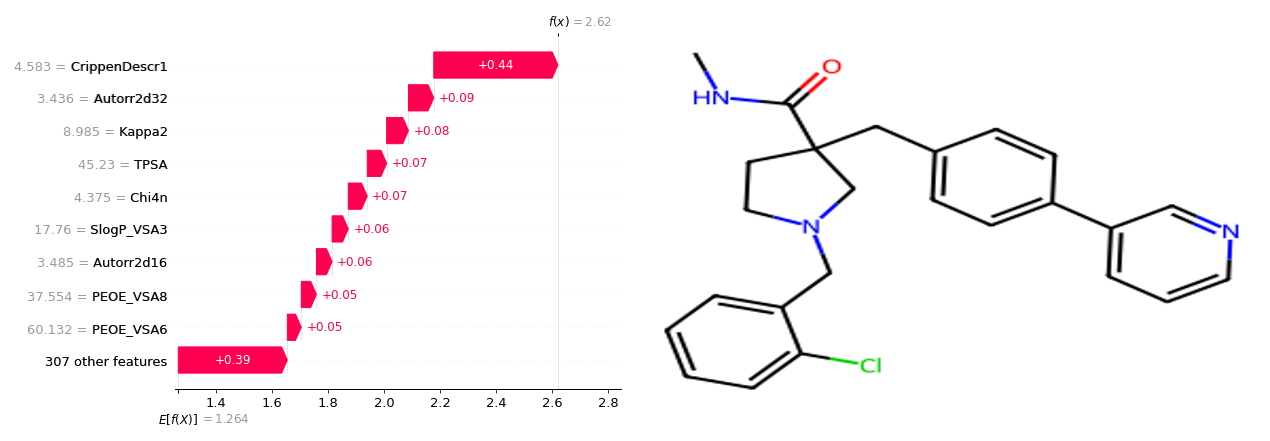 f(x) = 2.62
4.583 = CrippenDescr1
+0.44
3.436 = Autorr2d32
+0.09
8.985 = Kappa2
+0.08
45.23 = TPSA
+0.07
4.375 = Chi4n
+0.07
17.76 = SlogP_VSA3
+0.06
3.485 = Autorr2d16
+0.06
37.554 = PEOE_VSA8
+0.05
60.132 = PEOE_VSA6
+0.05
307 other features
+0.39
1.4 1.6 1.8 2.0 2.2 2.4 2.6 2.8
E[f(X)] = 1.264
O
HN
N
N
Cl